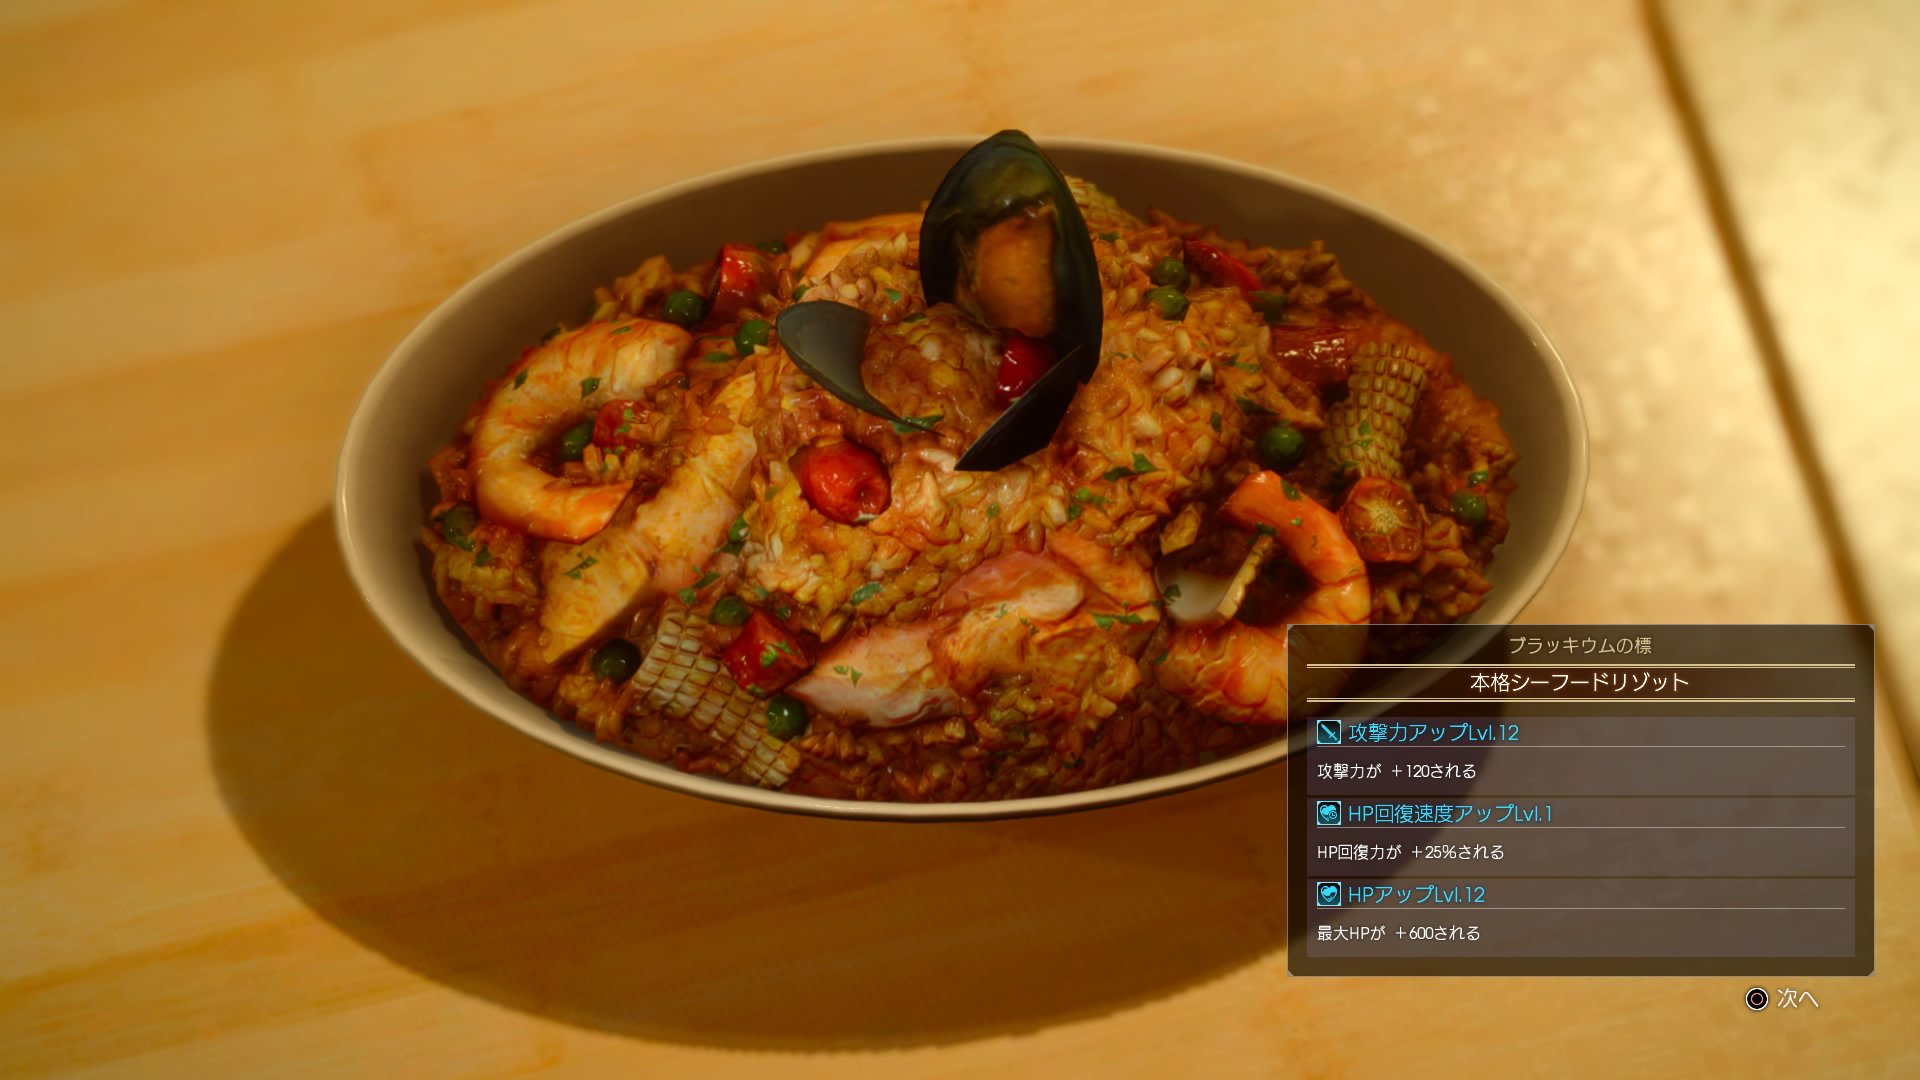 ブラッキウムの標
本格シーフードリゾット
攻撃力アップLvl.12
攻撃力が +120される
HP回復速度アップLvl.1
HP回復力が +25%される
HPアップLvl.12
最大HPが +600される
次へ